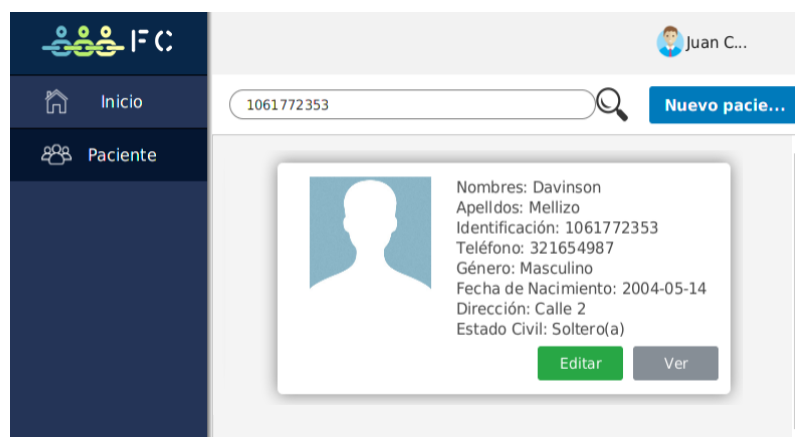 IFC
Juan C...
Inicio
1061772353
Nuevo pacie...
Paciente
Nombres: Davinson
Apelldos: Mellizo
Identificación: 1061772353
Teléfono: 321654987
Género: Masculino
Fecha de Nacimiento: 2004-05-14
Dirección: Calle 2
Estado Civil: Soltero(a)
Editar
Ver